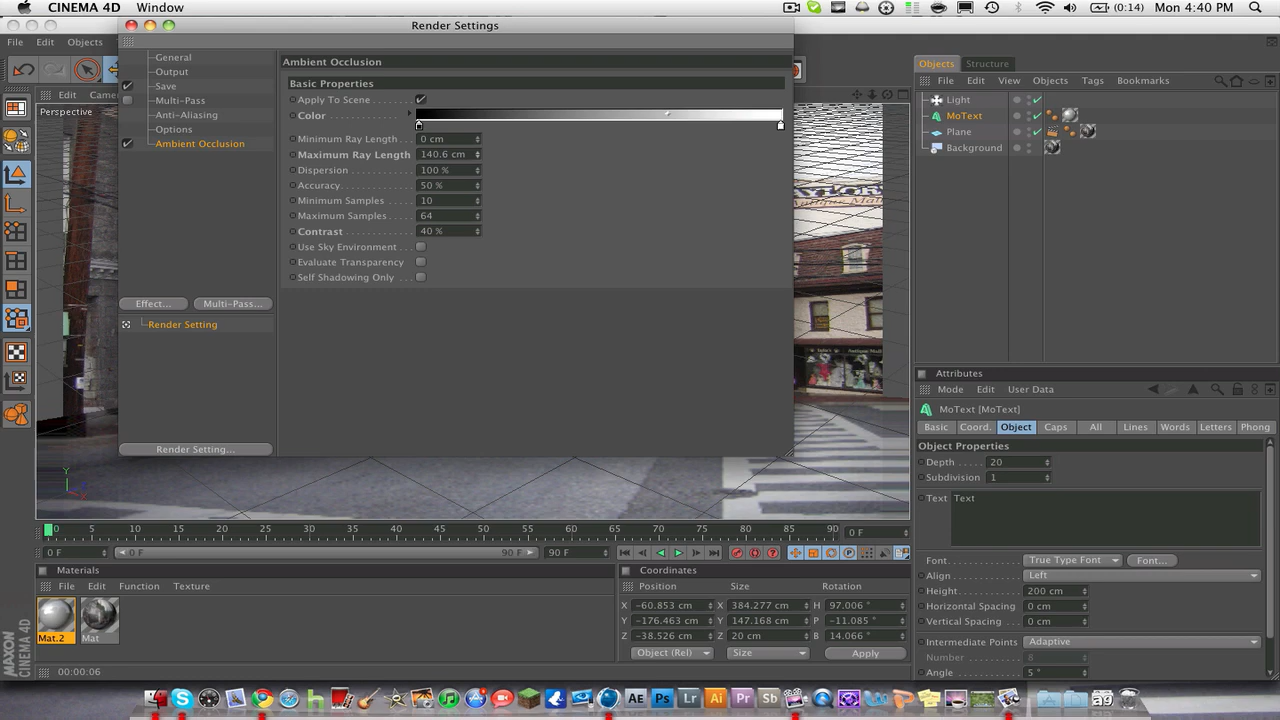 CINEMA 4D Window (0:14) Mon 4:40 PM
Render Settings
File Edit Objects
General
Output
Save
Multi-Pass
Anti-Aliasing
Options
Ambient Occlusion
Effect... Multi-Pass...
Render Setting
Render Setting...
Ambient Occlusion
Basic Properties
Apply To Scene
Color
Minimum Ray Length 0 cm
Maximum Ray Length 140.6 cm
Dispersion 100 %
Accuracy 50 %
Minimum Samples 10
Maximum Samples 64
Contrast 40 %
Use Sky Environment
Evaluate Transparency
Self Shadowing Only
Edit
Perspective
Objects Structure
File Edit View Objects Tags Bookmarks
Light
MoText
Plane
Background
Attributes
Mode Edit User Data
MoText [MoText]
Basic Coord. Object Caps All Lines Words Letters Phong
Object Properties
Depth 20
Subdivision 1
Text Text
Font True Type Font Font...
Align Left
Height 200 cm
Horizontal Spacing 0 cm
Vertical Spacing 0 cm
Intermediate Points Adaptive
Number 8
Angle 5 °
0 5 10 15 20 25 30 35 40 45 50 55 60 65 70 75 80 85 90 0 F
0 F 0 F 90 F 90 F
Materials
File Edit Function Texture
Mat.2 Mat
Coordinates
Position Size Rotation
X -60.853 cm X 384.277 cm H 97.006 °
Y -176.463 cm Y 147.168 cm P -11.085 °
Z -38.526 cm Z 20 cm B 14.066 °
Object (Rel) Size Apply
MAXON
CINEMA 4D
00:00:06
Y
AE Ps Lr Ai Pr Sb